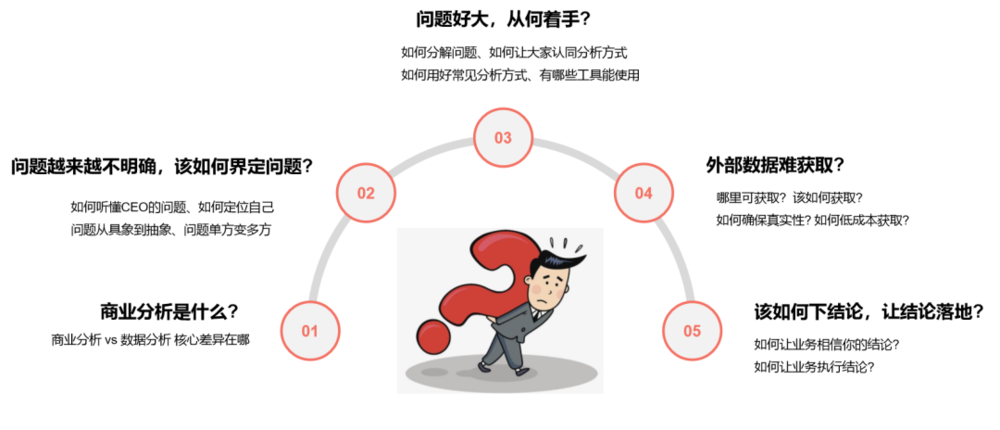 问题好大，从何着手？
如何分解问题、如何让大家认同分析方式
如何用好常见分析方式、有哪些工具能使用
03
问题越来越不明确，该如何界定问题？
02
如何听懂CEO的问题、如何定位自己
问题从具象到抽象、问题单方变多方
外部数据难获取？
04
哪里可获取？该如何获取？
如何确保真实性？如何低成本获取？
商业分析是什么？
01
商业分析 vs 数据分析 核心差异在哪
该如何下结论，让结论落地？
05
如何让业务相信你的结论？
如何让业务执行结论？